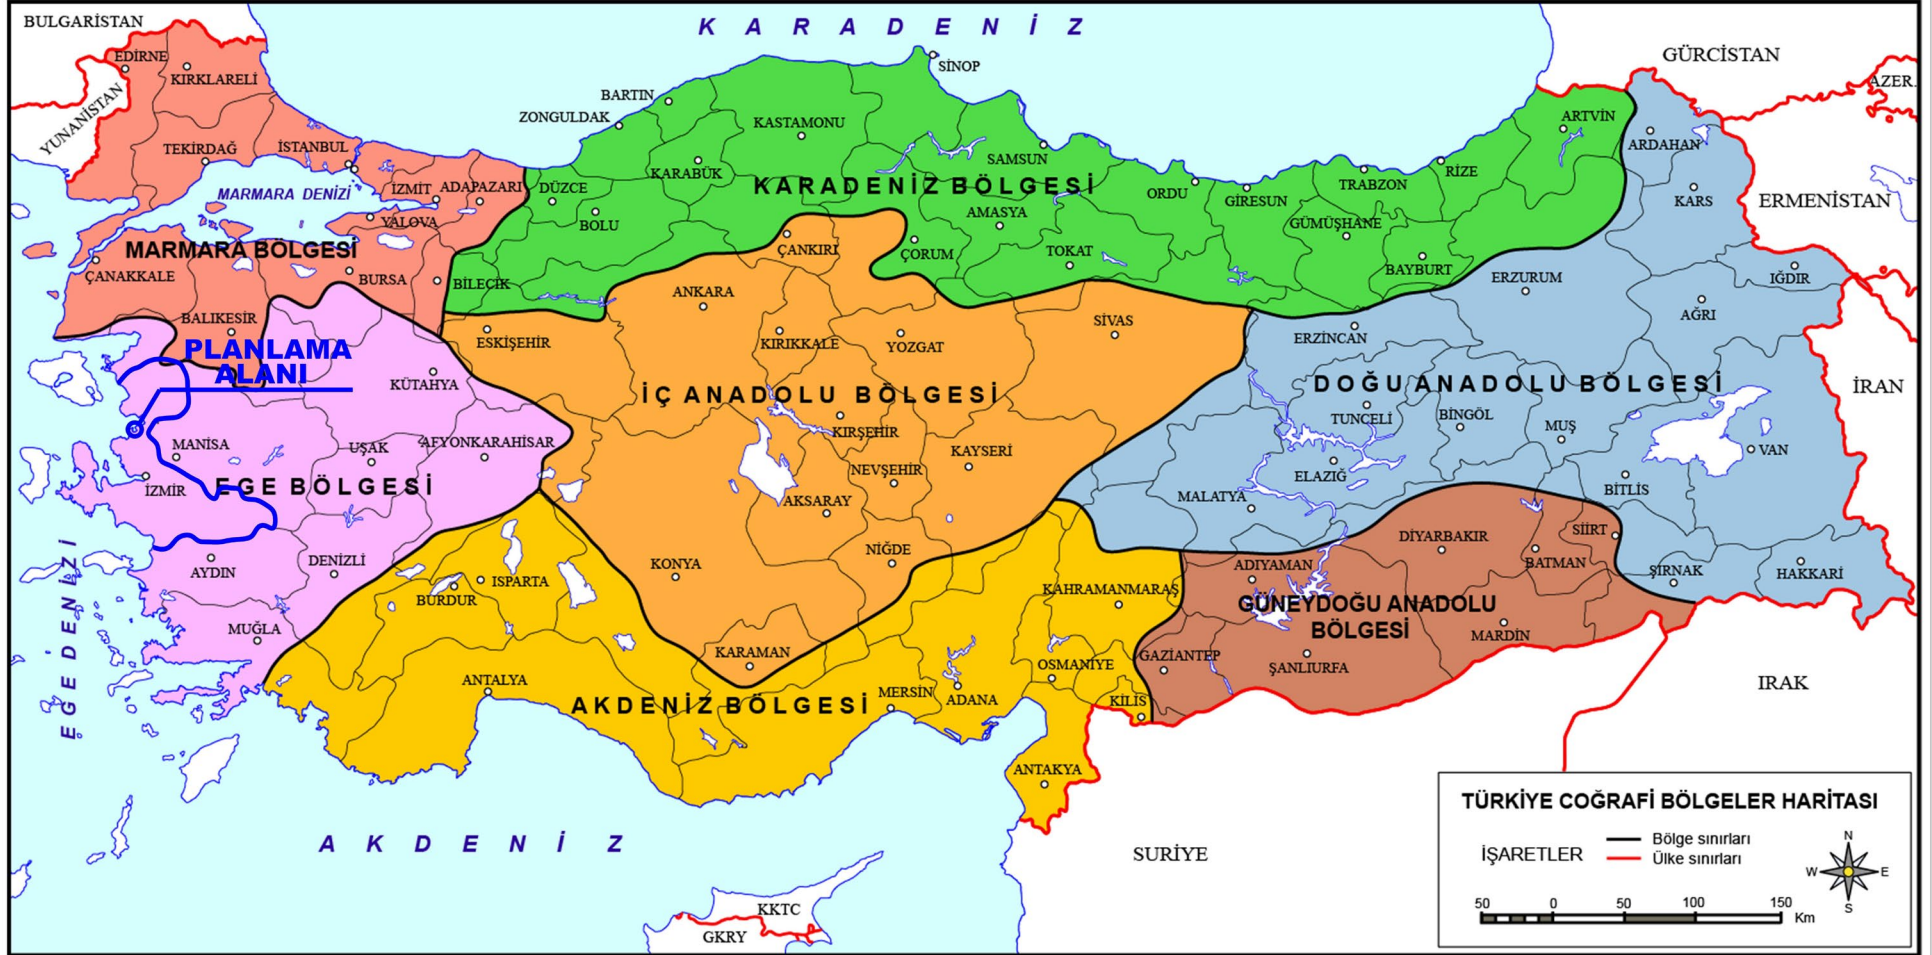 BULGARİSTAN
K A R A D E N İ Z
GÜRCİSTAN
EDİRNE
KIRKLARELİ
SİNOP
AZER.
YUNANİSTAN
BARTIN
ZONGULDAK
KASTAMONU
ARTVİN
TEKİRDAĞ
İSTANBUL
SAMSUN
ARDAHAN
KARABÜK
MARMARA DENİZİ
İZMİT
ADAPAZARI
DÜZCE
KARADENİZ BÖLGESİ
ORDU
GİRESUN
TRABZON
RİZE
KARS
ERMENİSTAN
YALOVA
BOLU
AMASYA
GÜMÜŞHANE
MARMARA BÖLGESİ
ÇANKIRI
ÇORUM
TOKAT
BAYBURT
ÇANAKKALE
BURSA
BİLECİK
ANKARA
ERZURUM
IĞDIR
BALIKESİR
ESKİŞEHİR
KIRIKKALE
YOZGAT
SİVAS
ERZİNCAN
AĞRI
PLANLAMA
ALANI
KÜTAHYA
İÇ ANADOLU BÖLGESİ
DOĞU ANADOLU BÖLGESİ
İRAN
TUNCELİ
BİNGÖL
MUŞ
VAN
MANİSA
UŞAK
AFYONKARAHİSAR
KIRŞEHİR
KAYSERİ
NEVŞEHİR
ELAZIĞ
BİTLİS
İZMİR
EGE BÖLGESİ
AKSARAY
MALATYA
EGE DENİZİ
DİYARBAKIR
SİİRT
AYDIN
DENİZLİ
ISPARTA
BURDUR
KONYA
NİĞDE
KAHRAMANMARAŞ
ADIYAMAN
BATMAN
ŞIRNAK
HAKKARİ
GÜNEYDOĞU ANADOLU
BÖLGESİ
MUĞLA
KARAMAN
OSMANİYE
GAZİANTEP
ŞANLIURFA
MARDİN
ANTALYA
AKDENİZ BÖLGESİ
MERSİN
ADANA
KİLİS
IRAK
ANTAKYA
A K D E N İ Z
SURİYE
KKTC
GKRY
TÜRKİYE COĞRAFİ BÖLGELER HARİTASI
İŞARETLER
Bölge sınırları
Ülke sınırları
N
W
E
S
50 0 50 100 150
Km